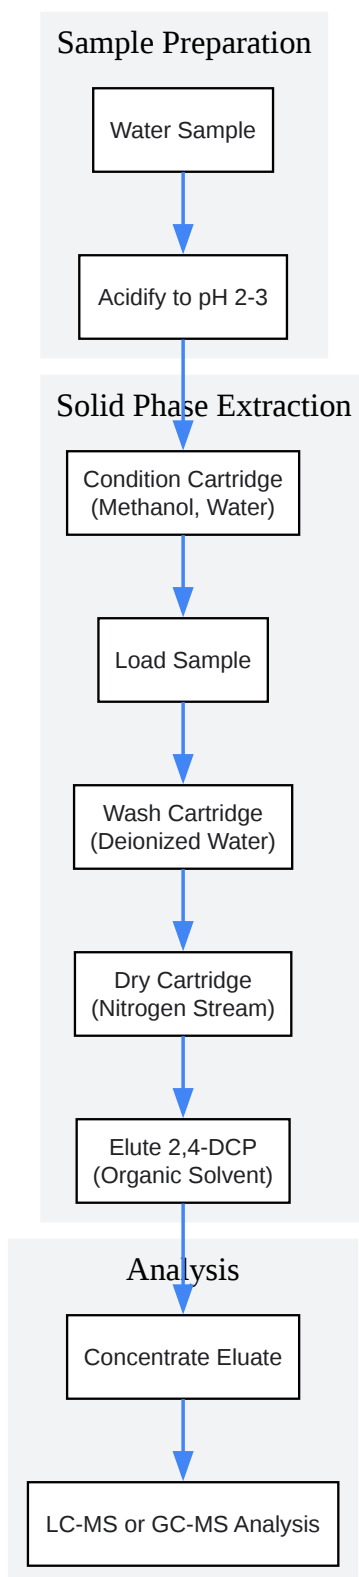 Sample Preparation
Water Sample
Acidify to pH 2-3
Solid Phase Extraction
Condition Cartridge
(Methanol, Water)
Load Sample
Wash Cartridge
(Deionized Water)
Dry Cartridge
(Nitrogen Stream)
Elute 2,4-DCP
(Organic Solvent)
Analysis
Concentrate Eluate
LC-MS or GC-MS Analysis